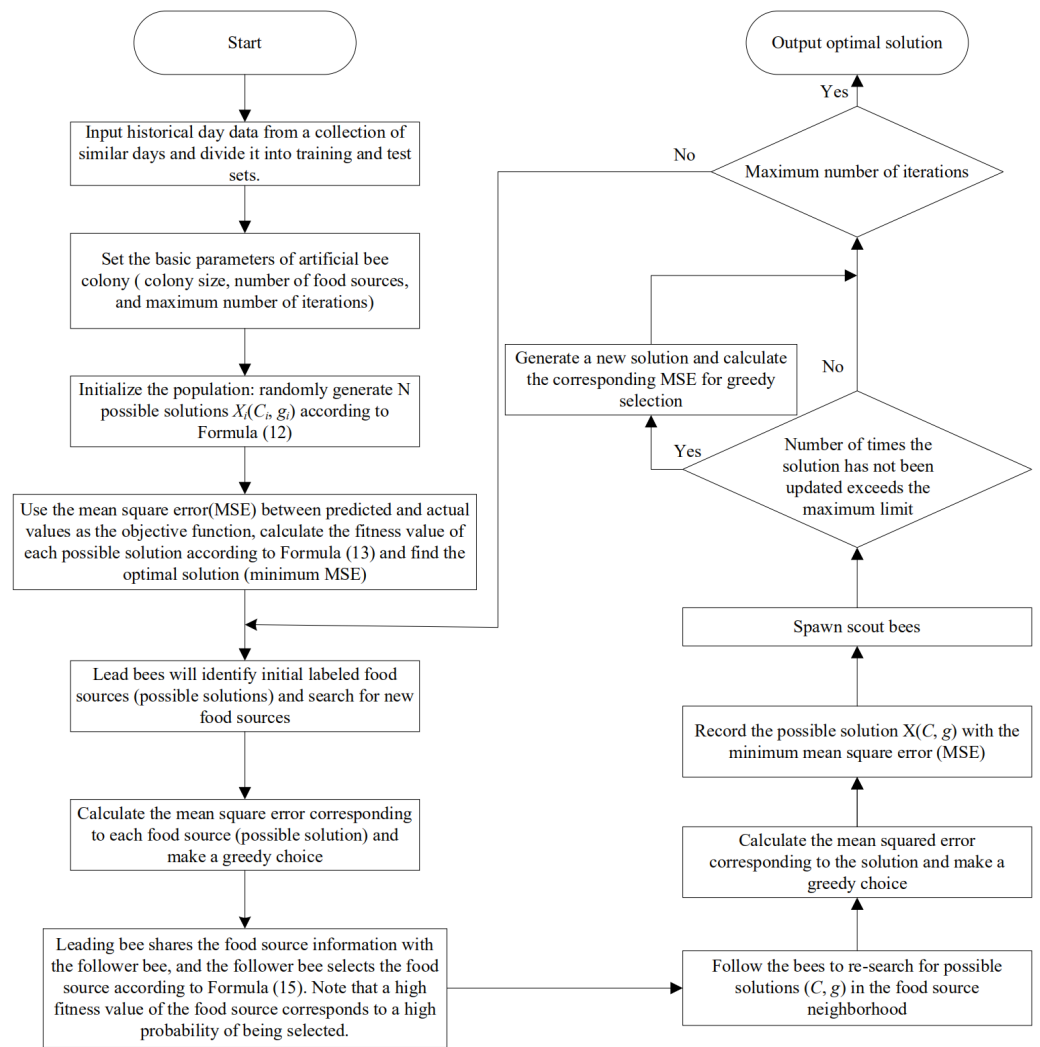 Start
Input historical day data from a collection of
similar days and divide it into training and test
sets.
Set the basic parameters of artificial bee
colony ( colony size, number of food sources,
and maximum number of iterations)
Initialize the population: randomly generate N
possible solutions Xi(Ci, gi) according to
Formula (12)
Use the mean square error(MSE) between predicted and actual
values as the objective function, calculate the fitness value of
each possible solution according to Formula (13) and find the
optimal solution (minimum MSE)
Lead bees will identify initial labeled food
sources (possible solutions) and search for new
food sources
Calculate the mean square error corresponding
to each food source (possible solution) and
make a greedy choice
Leading bee shares the food source information with
the follower bee, and the follower bee selects the food
source according to Formula (15). Note that a high
fitness value of the food source corresponds to a high
probability of being selected.
Follow the bees to re-search for possible
solutions (C, g) in the food source
neighborhood
Calculate the mean squared error
corresponding to the solution and make a
greedy choice
Record the possible solution X(C, g) with the
minimum mean square error (MSE)
Spawn scout bees
Number of times the
solution has not been
updated exceeds the
maximum limit
Yes
Generate a new solution and calculate
the corresponding MSE for greedy
selection
No
Maximum number of iterations
No
Yes
Output optimal solution